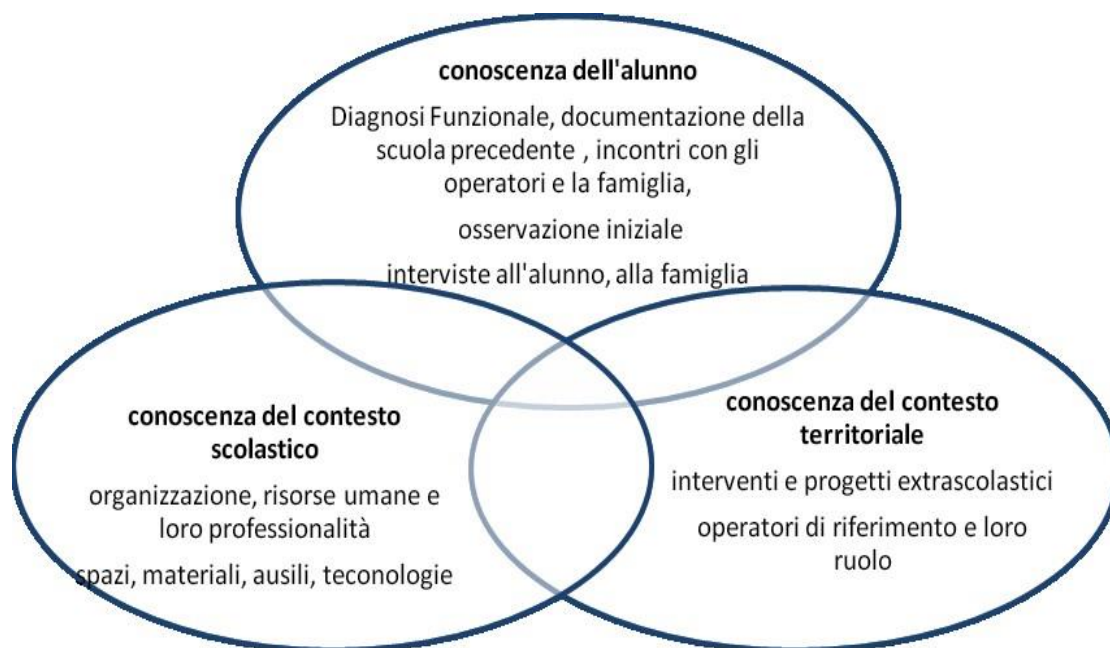 conoscenza dell'alunno
Diagnosi Funzionale, documentazione della
scuola precedente , incontri con gli
operatori e la famiglia,
osservazione iniziale
interviste all'alunno, alla famiglia
conoscenza del contesto
scolastico
organizzazione, risorse umane e
loro professionalità
spazi, materiali, ausili, teconologie
conoscenza del contesto
territoriale
interventi e progetti extrascolastici
operatori di riferimento e loro
ruolo